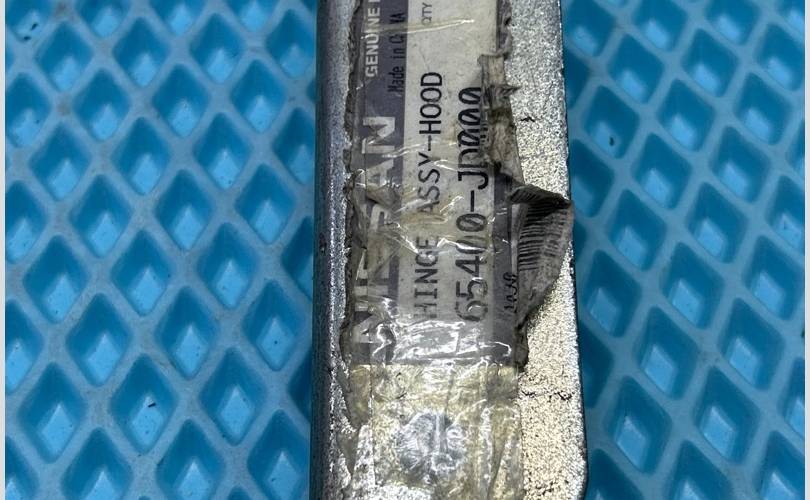 GENUINE
NISSAN
Made in
HINGE ASSY-HOOD
65400-JD000